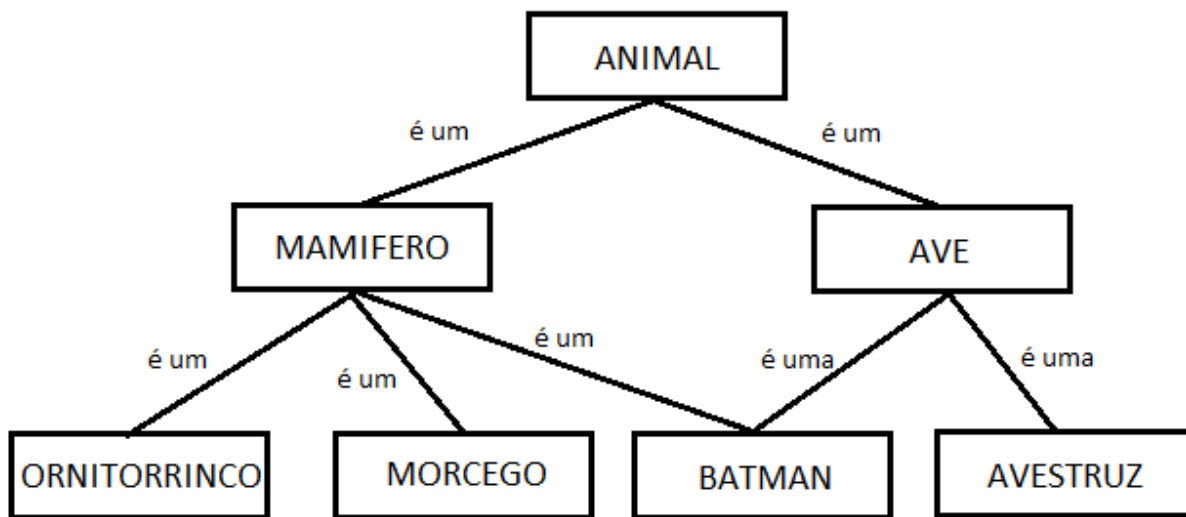 ANIMAL
é um
é um
MAMIFERO
AVE
é um
é um
é um
é uma
é uma
ORNITORRINCO
MORCEGO
BATMAN
AVESTRUZ